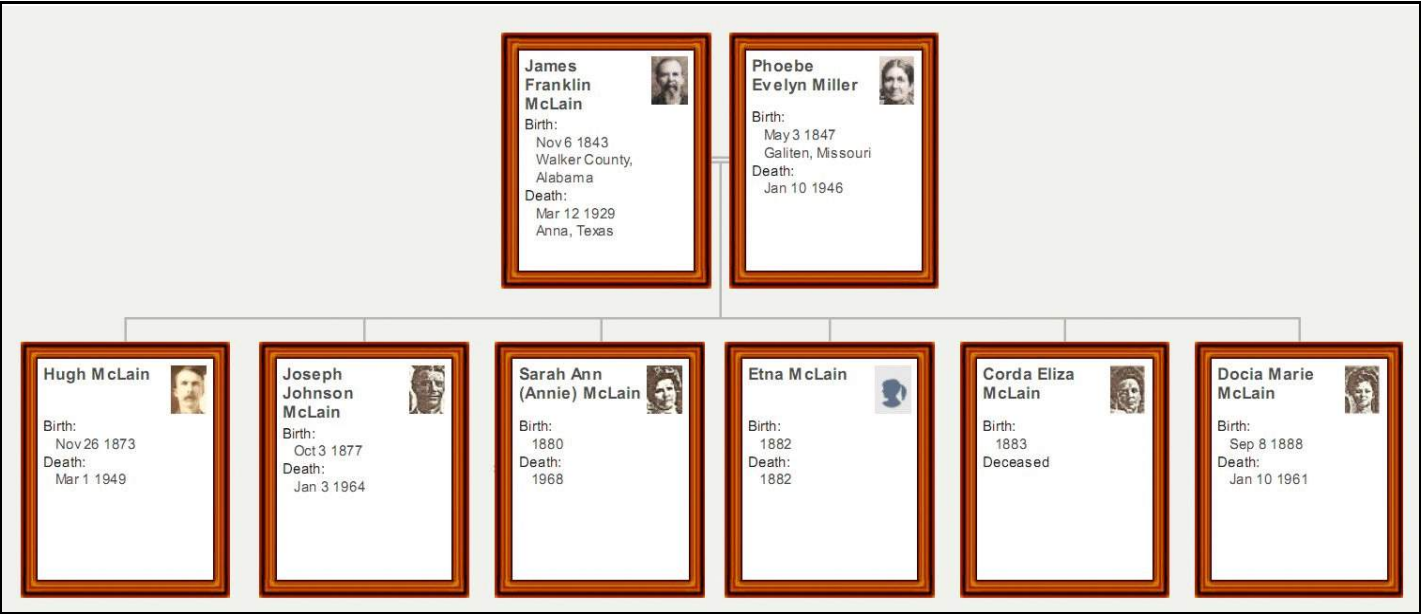 James
Franklin
McLain
Birth:
Nov 6 1843
Walker County,
Alabama
Death:
Mar 12 1929
Anna, Texas
Phoebe
Evelyn Miller
Birth:
May 3 1847
Galiten, Missouri
Death:
Jan 10 1946
Hugh McLain
Birth:
Nov 26 1873
Death:
Mar 1 1949
Joseph
Johnson
McLain
Birth:
Oct 3 1877
Death:
Jan 3 1964
Sarah Ann
(Annie) McLain
Birth:
1880
Death:
1968
Etna McLain
Birth:
1882
Death:
1882
Corda Eliza
McLain
Birth:
1883
Deceased
Docia Marie
McLain
Birth:
Sep 8 1888
Death:
Jan 10 1961